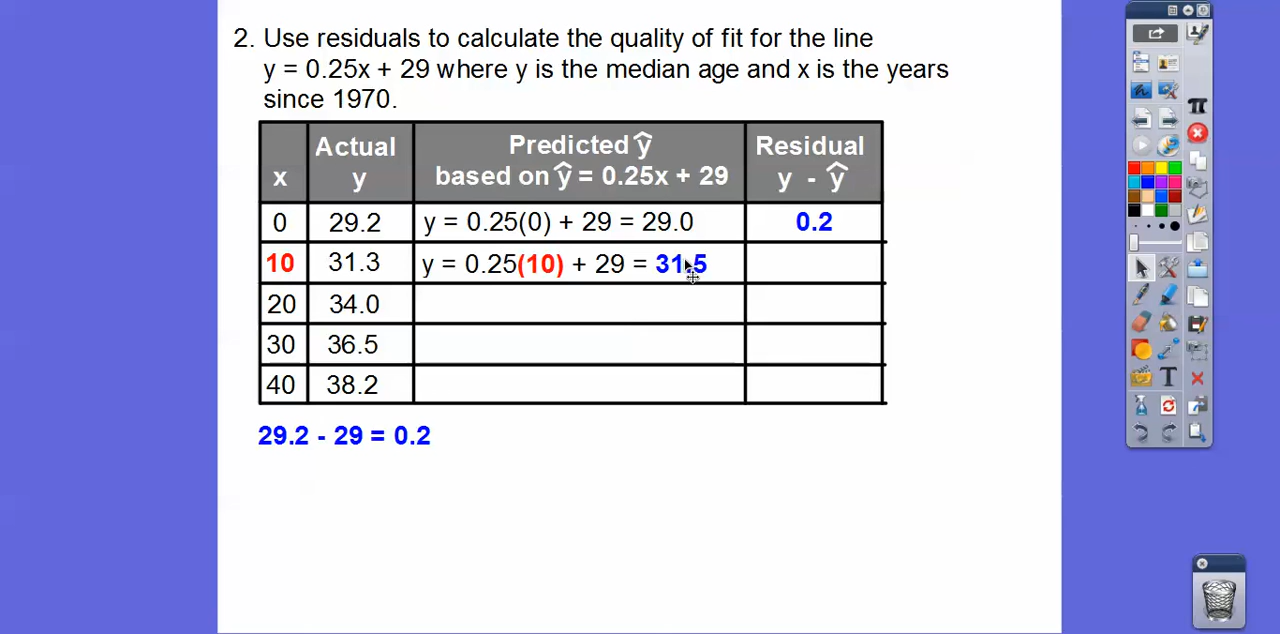 2. Use residuals to calculate the quality of fit for the line
y = 0.25x + 29 where y is the median age and x is the years
since 1970.
x Actual y Predicted ŷ based on ŷ = 0.25x + 29 Residual y - ŷ
0 29.2 y = 0.25(0) + 29 = 29.0 0.2
10 31.3 y = 0.25(10) + 29 = 31.5
20 34.0
30 36.5
40 38.2
29.2 - 29 = 0.2